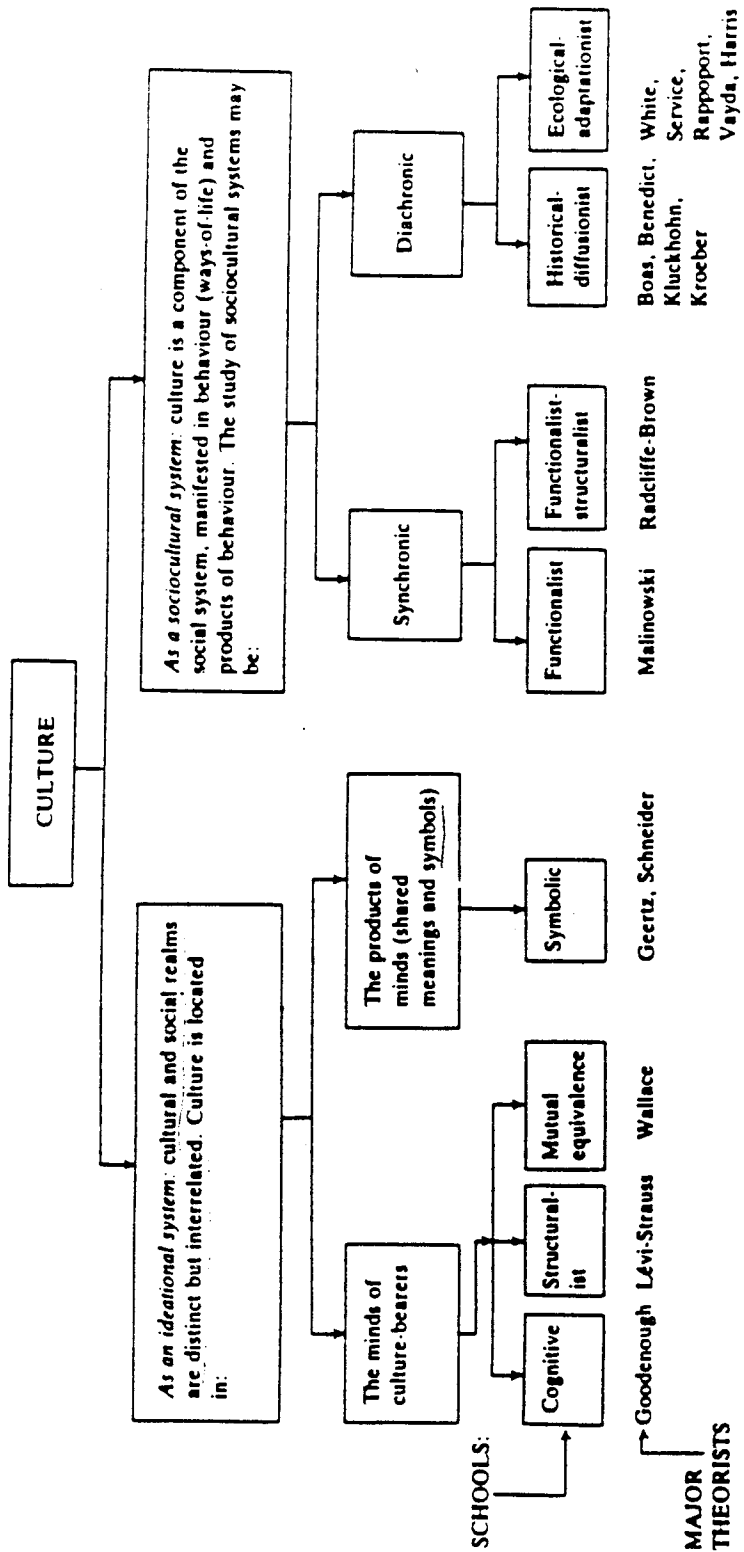 CULTURE
As an ideational system: cultural and social realms
are distinct but interrelated. Culture is located
in:
As a sociocultural system: culture is a component of the
social system, manifested in behaviour (ways-of-life) and
products of behaviour. The study of sociocultural systems may
be:
The minds of
culture-bearers
The products of
minds (shared
meanings and symbols)
Synchronic
Diachronic
SCHOOLS:
Cognitive
Structural-
ist
Mutual
equivalence
Symbolic
Functionalist
Functionalist-
structuralist
Historical-
diffusionist
Ecological-
adaptationist
MAJOR
THEORISTS
Goodenough
Lévi-Strauss
Wallace
Geertz, Schneider
Malinowski
Radcliffe-Brown
Boas, Benedict,
Kluckhohn,
Kroeber
White,
Service,
Rappoport,
Vayda, Harris